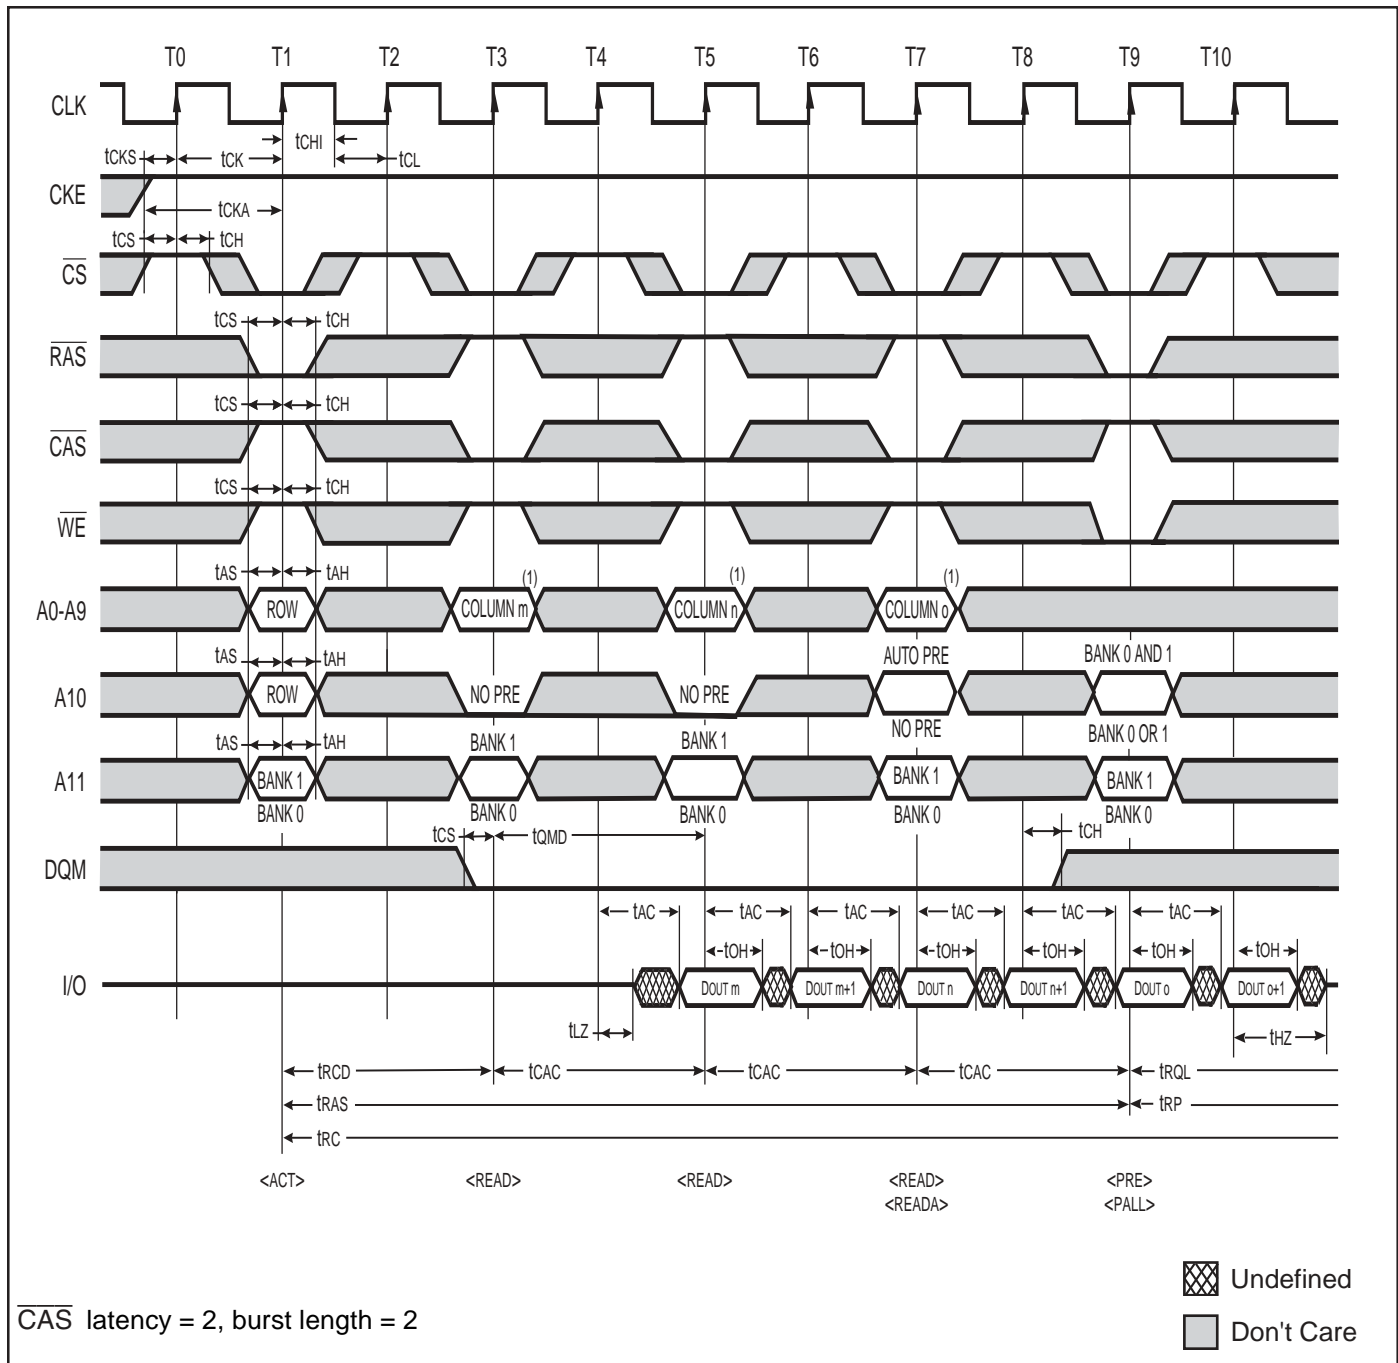 T0 T1 T2 T3 T4 T5 T6 T7 T8 T9 T10
CLK
tCHI
tCKS tCK tCL
CKE
tCKA
tCS tCH
CS
tCS tCH
RAS
tCS tCH
CAS
tCS tCH
WE
tAS tAH (1) (1) (1)
A0-A9 ROW COLUMN m COLUMN n COLUMN o
tAS tAH AUTO PRE BANK 0 AND 1
A10 ROW NO PRE NO PRE
NO PRE BANK 0 OR 1
tAS tAH BANK 1 BANK 1
A11 BANK 1 BANK 1 BANK 1
BANK 0 BANK 0 BANK 0 BANK 0 BANK 0
tCS tQMD tCH
DQM
tAC tAC tAC tAC tAC tAC
tOH tOH tOH tOH tOH tOH
I/O DOUT m DOUT m+1 DOUT n DOUT n+1 DOUT o DOUT o+1
tLZ tHZ
tRCD tCAC tCAC tCAC tRQL
tRAS tRP
tRC
<ACT> <READ> <READ> <READ> <PRE>
<READA> <PALL>
Undefined
CAS latency = 2, burst length = 2
Don't Care